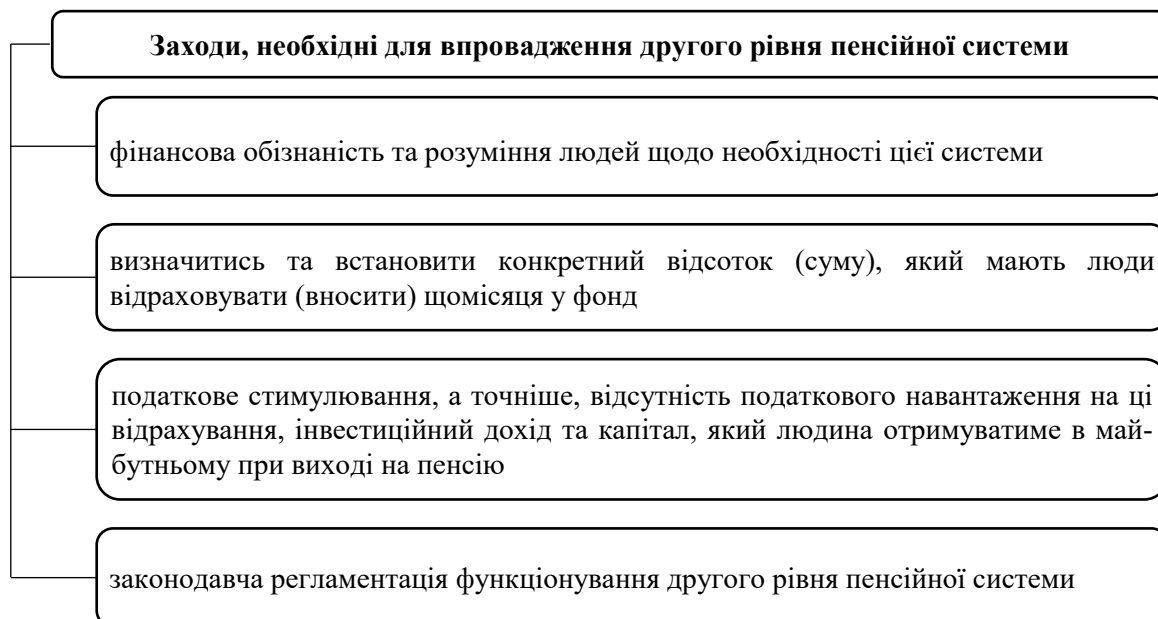 Заходи, необхідні для впровадження другого рівня пенсійної системи
фінансова обізнаність та розуміння людей щодо необхідності цієї системи
визначитись та встановити конкретний відсоток (суму), який мають люди
відраховувати (вносити) щомісяця у фонд
податкове стимулювання, а точніше, відсутність податкового навантаження на ці
відрахування, інвестиційний дохід та капітал, який людина отримуватиме в май-
бутньому при виході на пенсію
законодавча регламентація функціонування другого рівня пенсійної системи